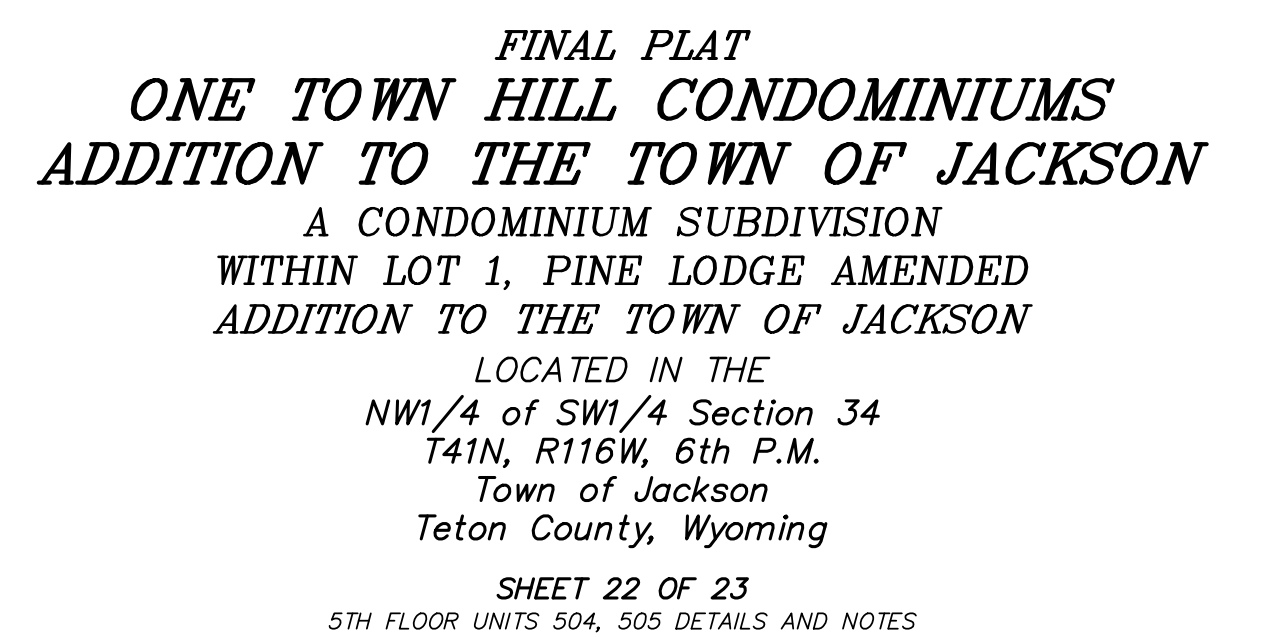 FINAL PLAT
ONE TOWN HILL CONDOMINIUMS
ADDITION TO THE TOWN OF JACKSON
A CONDOMINIUM SUBDIVISION
WITHIN LOT 1, PINE LODGE AMENDED
ADDITION TO THE TOWN OF JACKSON
LOCATED IN THE
NW1/4 of SW1/4 Section 34
T41N, R116W, 6th P.M.
Town of Jackson
Teton County, Wyoming
SHEET 22 OF 23
5TH FLOOR UNITS 504, 505 DETAILS AND NOTES